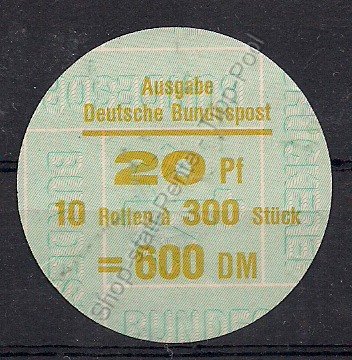 Ausgabe
Deutsche Bundespost
20 Pf
10 Rollen à 300 Stück
= 600 DM